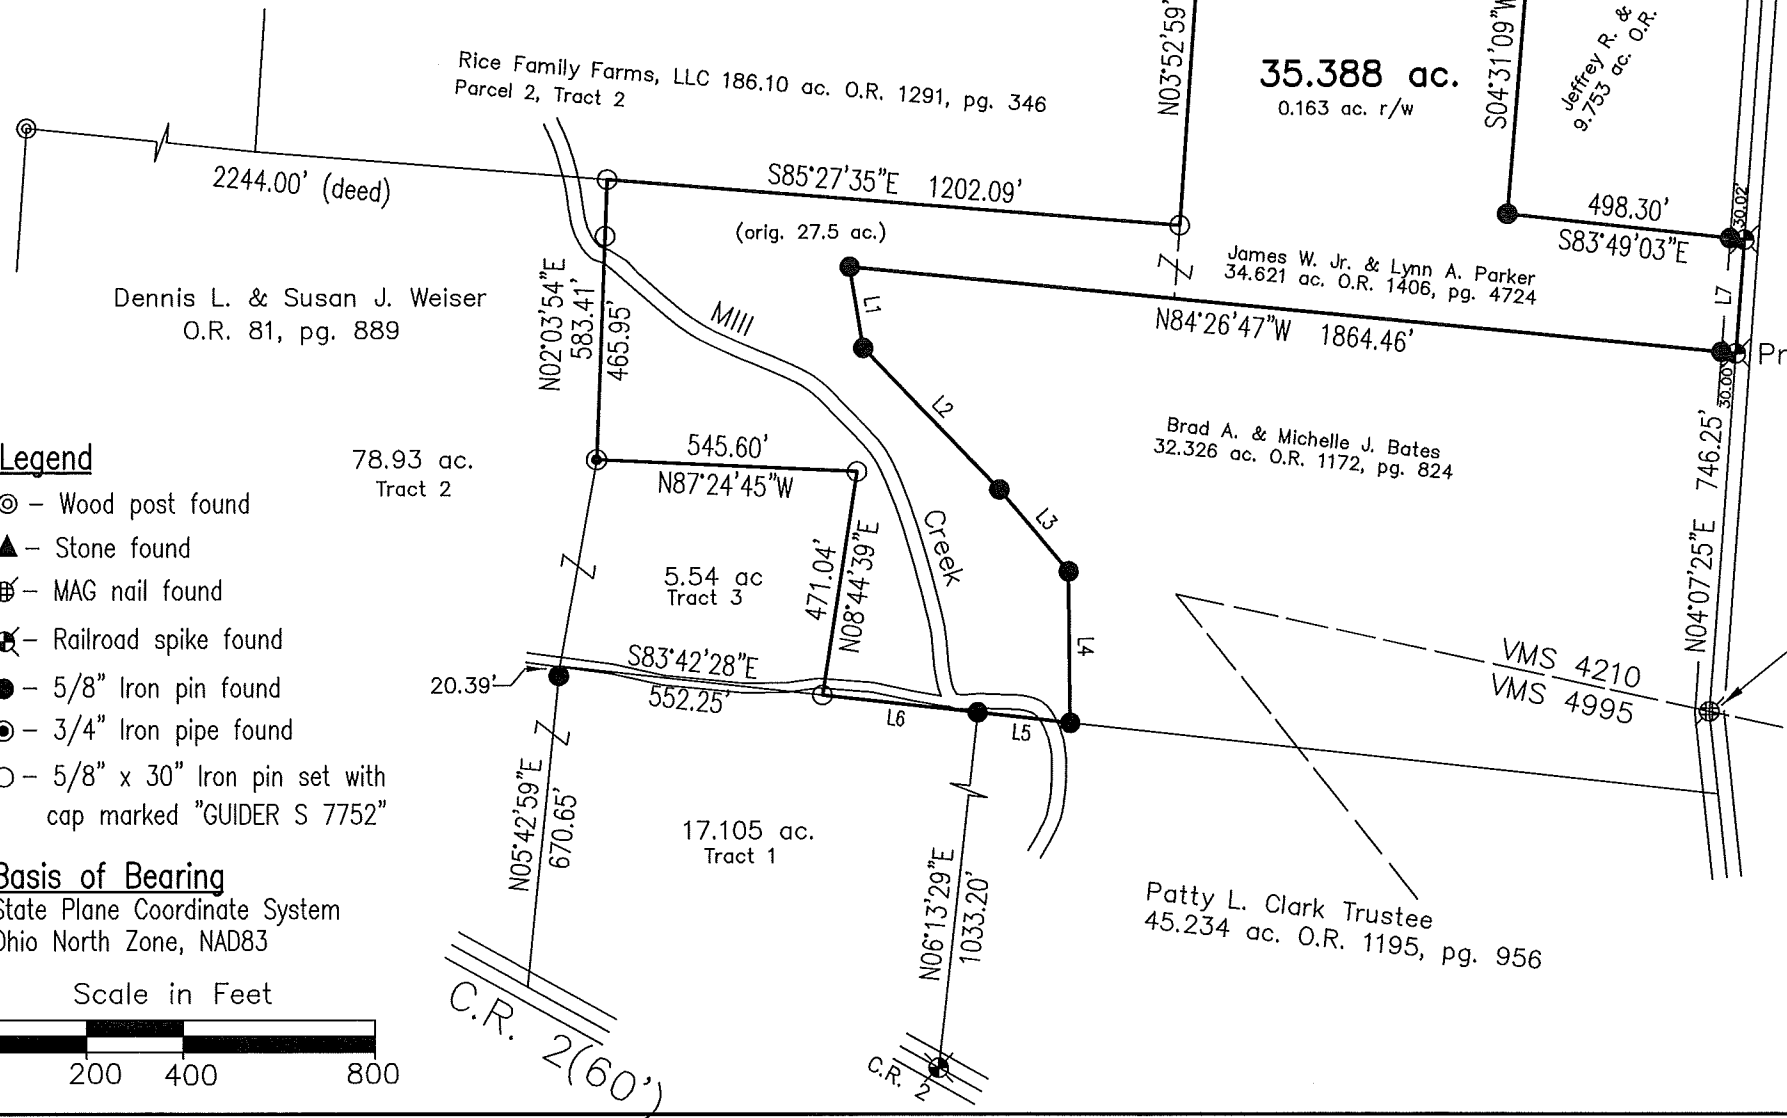 Rice Family Farms, LLC 186.10 ac. O.R. 1291, pg. 346
Parcel 2, Tract 2
N03°52'59"
35.388 ac.
0.163 ac. r/w
S04°31'09"W
Jeffrey R. &
9.753 ac. O.R.
2244.00' (deed)
S85°27'35"E 1202.09'
(orig. 27.5 ac.)
498.30'
S83°49'03"E
30.02'
James W. Jr. & Lynn A. Parker
34.621 ac. O.R. 1406, pg. 4724
N84°26'47"W 1864.46'
L7
L1
30.00'
Dennis L. & Susan J. Weiser
O.R. 81, pg. 889
N02°03'54"E
583.41'
465.95'
Mill
Creek
L2
L3
L4
Brad A. & Michelle J. Bates
32.326 ac. O.R. 1172, pg. 824
N04°07'25"E 746.25'
78.93 ac.
Tract 2
545.60'
N87°24'45"W
5.54 ac
Tract 3
471.04'
N08°44'39"E
S83°42'28"E
552.25'
20.39'
L6
L5
VMS 4210
VMS 4995
Legend
– Wood post found
– Stone found
– MAG nail found
– Railroad spike found
– 5/8" Iron pin found
– 3/4" Iron pipe found
– 5/8" x 30" Iron pin set with
cap marked "GUIDER S 7752"
N05°42'59"E
670.65'
17.105 ac.
Tract 1
N06°13'29"E
1033.20'
Patty L. Clark Trustee
45.234 ac. O.R. 1195, pg. 956
Basis of Bearing
State Plane Coordinate System
Ohio North Zone, NAD83
Scale in Feet
200 400 800
C.R. 2(60')
C.R. 2